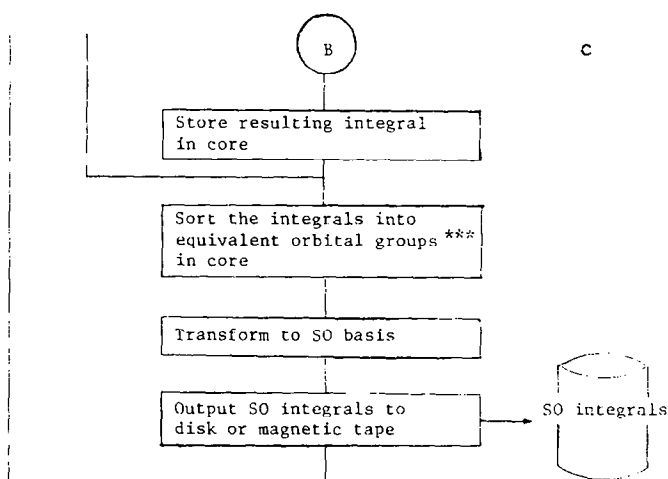 B
C
Store resulting integral
in core
Sort the integrals into
equivalent orbital groups ***
in core
Transform to SO basis
Output SO integrals to
disk or magnetic tape
SO integrals